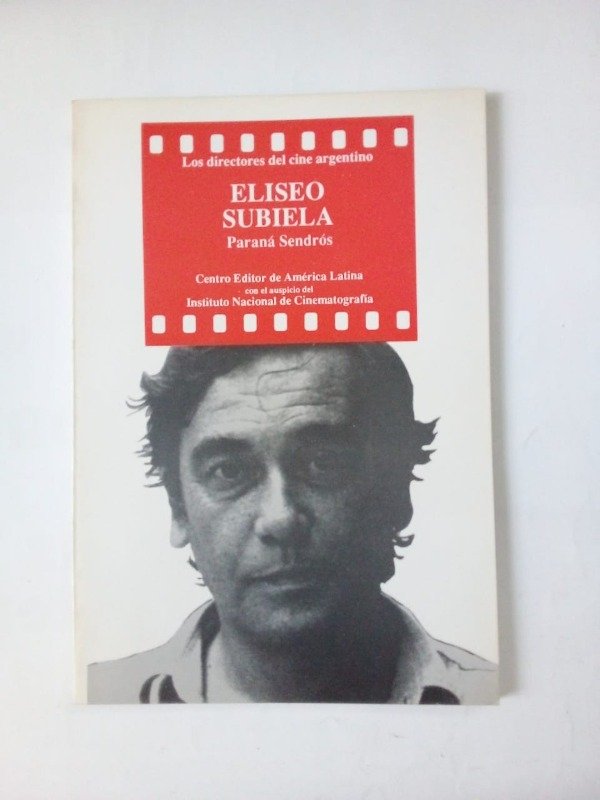 Los directores del cine argentino
ELISEO
SUBIELA
Paraná Sendrós
Centro Editor de América Latina
con el auspicio del
Instituto Nacional de Cinematografía